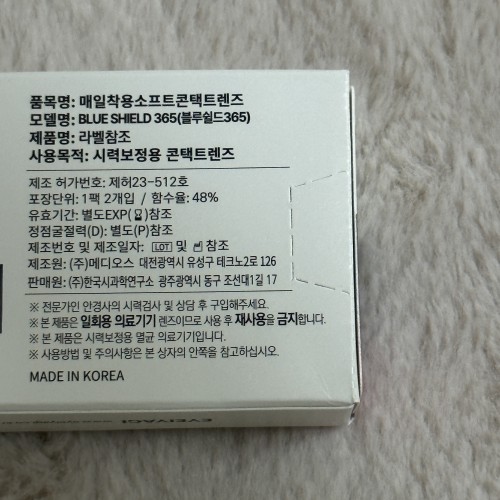 품목명: 매일착용소프트콘택트렌즈
모델명: BLUE SHIELD 365(블루쉴드365)
제품명: 라벨참조
사용목적: 시력보정용 콘택트렌즈
제조 허가번호: 제허23-512호
포장단위: 1팩 2개입 / 함수율: 48%
유효기간: 별도EXP(⌛)참조
정점굴절력(D): 별도(P)참조
제조번호 및 제조일자: LOT 및 참조
제조원: (주)메디오스 대전광역시 유성구 테크노2로 126
판매원: (주)한국시과학연구소 광주광역시 동구 조선대1길 17
※ 전문가인 안경사의 시력검사 및 상담 후 구입해주세요.
※ 본 제품은 일회용 의료기기 렌즈이므로 사용 후 재사용을 금지합니다.
※ 본 제품은 시력보정용 멸균 의료기기입니다.
※ 사용방법 및 주의사항은 본 상자의 안쪽을 참고하십시오.
MADE IN KOREA
EYEIYAGI